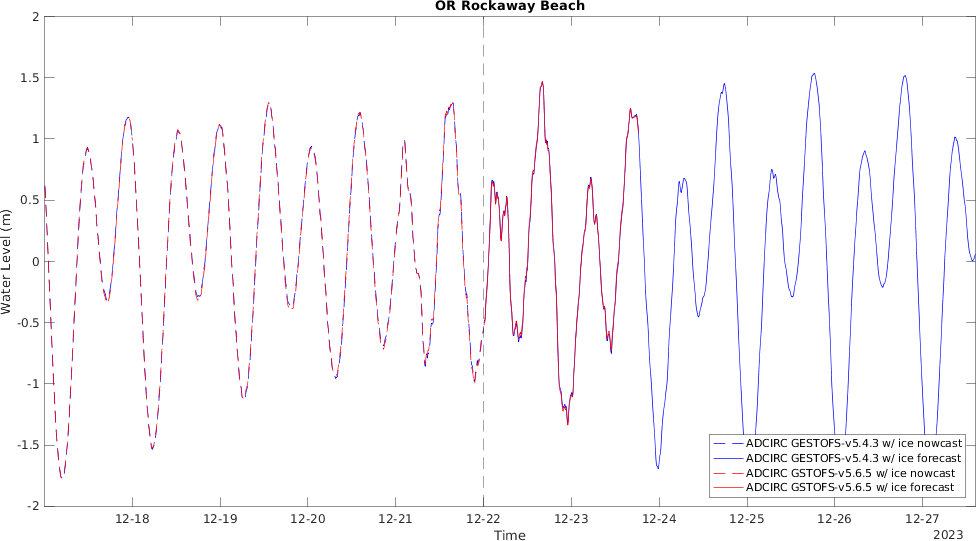 OR Rockaway Beach
Water Level (m)
2
1.5
1
0.5
0
-0.5
-1
-1.5
-2
ADCIRC GESTOFS-v5.4.3 w/ ice nowcast
ADCIRC GESTOFS-v5.4.3 w/ ice forecast
ADCIRC GSTOFS-v5.6.5 w/ ice nowcast
ADCIRC GSTOFS-v5.6.5 w/ ice forecast
12-18 12-19 12-20 12-21 12-22 12-23 12-24 12-25 12-26 12-27
Time
2023